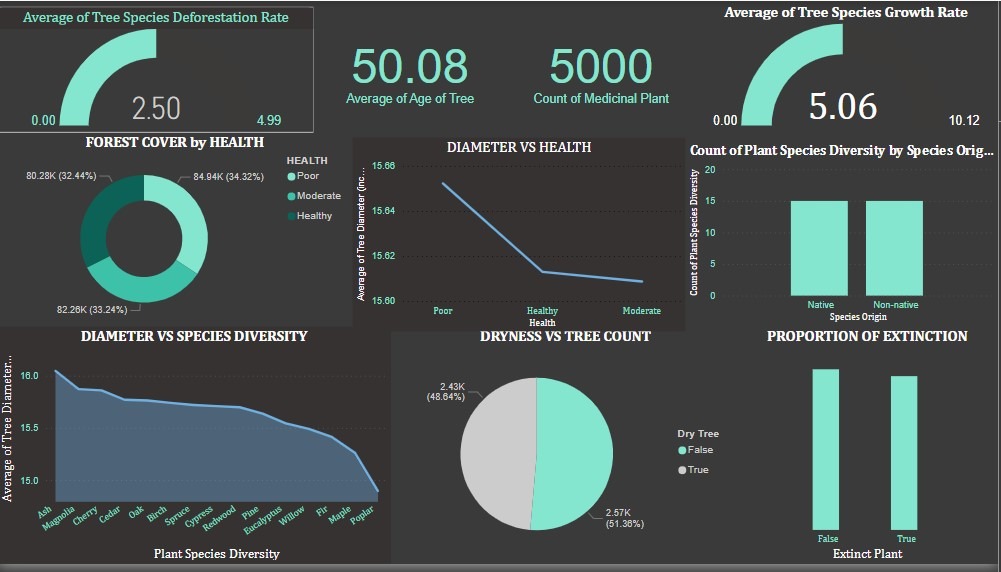 Average of Tree Species Deforestation Rate
2.50
0.00
4.99
50.08
Average of Age of Tree
5000
Count of Medicinal Plant
Average of Tree Species Growth Rate
5.06
0.00
10.12
FOREST COVER by HEALTH
80.28K (32.44%)
84.94K (34.32%)
82.26K (33.24%)
HEALTH
Poor
Moderate
Healthy
DIAMETER VS HEALTH
Average of Tree Diameter (inc...
15.66
15.64
15.62
15.60
Poor
Healthy
Moderate
Health
Count of Plant Species Diversity by Species Orig...
Count of Plant Species Diversity
20
15
10
5
0
Native
Non-native
Species Origin
DIAMETER VS SPECIES DIVERSITY
Average of Tree Diameter...
16.0
15.5
15.0
Ash
Magnolia
Cherry
Cedar
Oak
Birch
Spruce
Cypress
Redwood
Pine
Eucalyptus
Willow
Fir
Maple
Poplar
Plant Species Diversity
DRYNESS VS TREE COUNT
2.43K
(48.64%)
2.57K
(51.36%)
Dry Tree
False
True
PROPORTION OF EXTINCTION
False
True
Extinct Plant